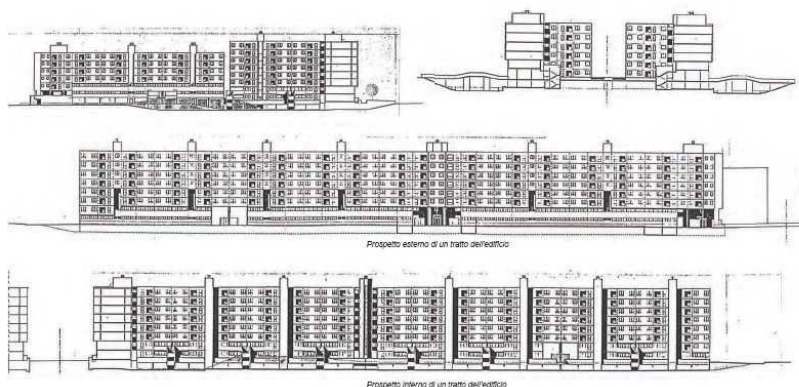 Prospetto esterno di un tratto dell'edificio
Prospetto interno di un tratto dell'edificio